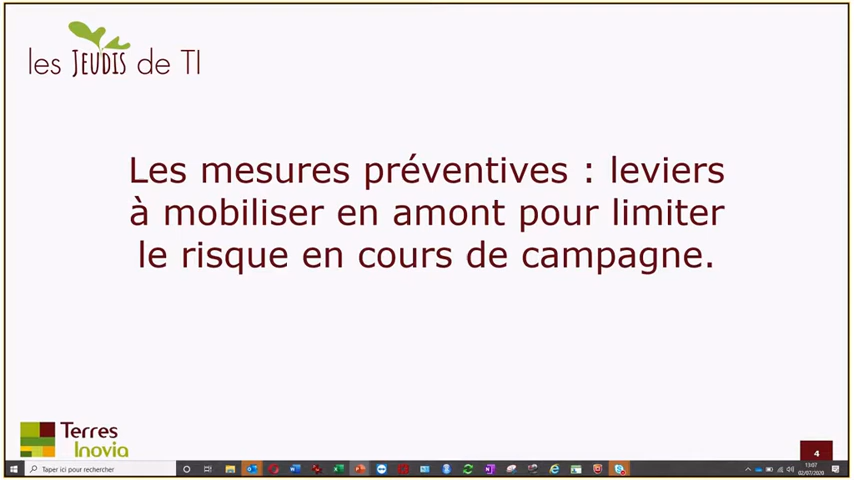 les JEUDIS de TI
Les mesures préventives : leviers
à mobiliser en amont pour limiter
le risque en cours de campagne.
Terres
Inovia
4
Taper ici pour rechercher
13:07
02/07/2020